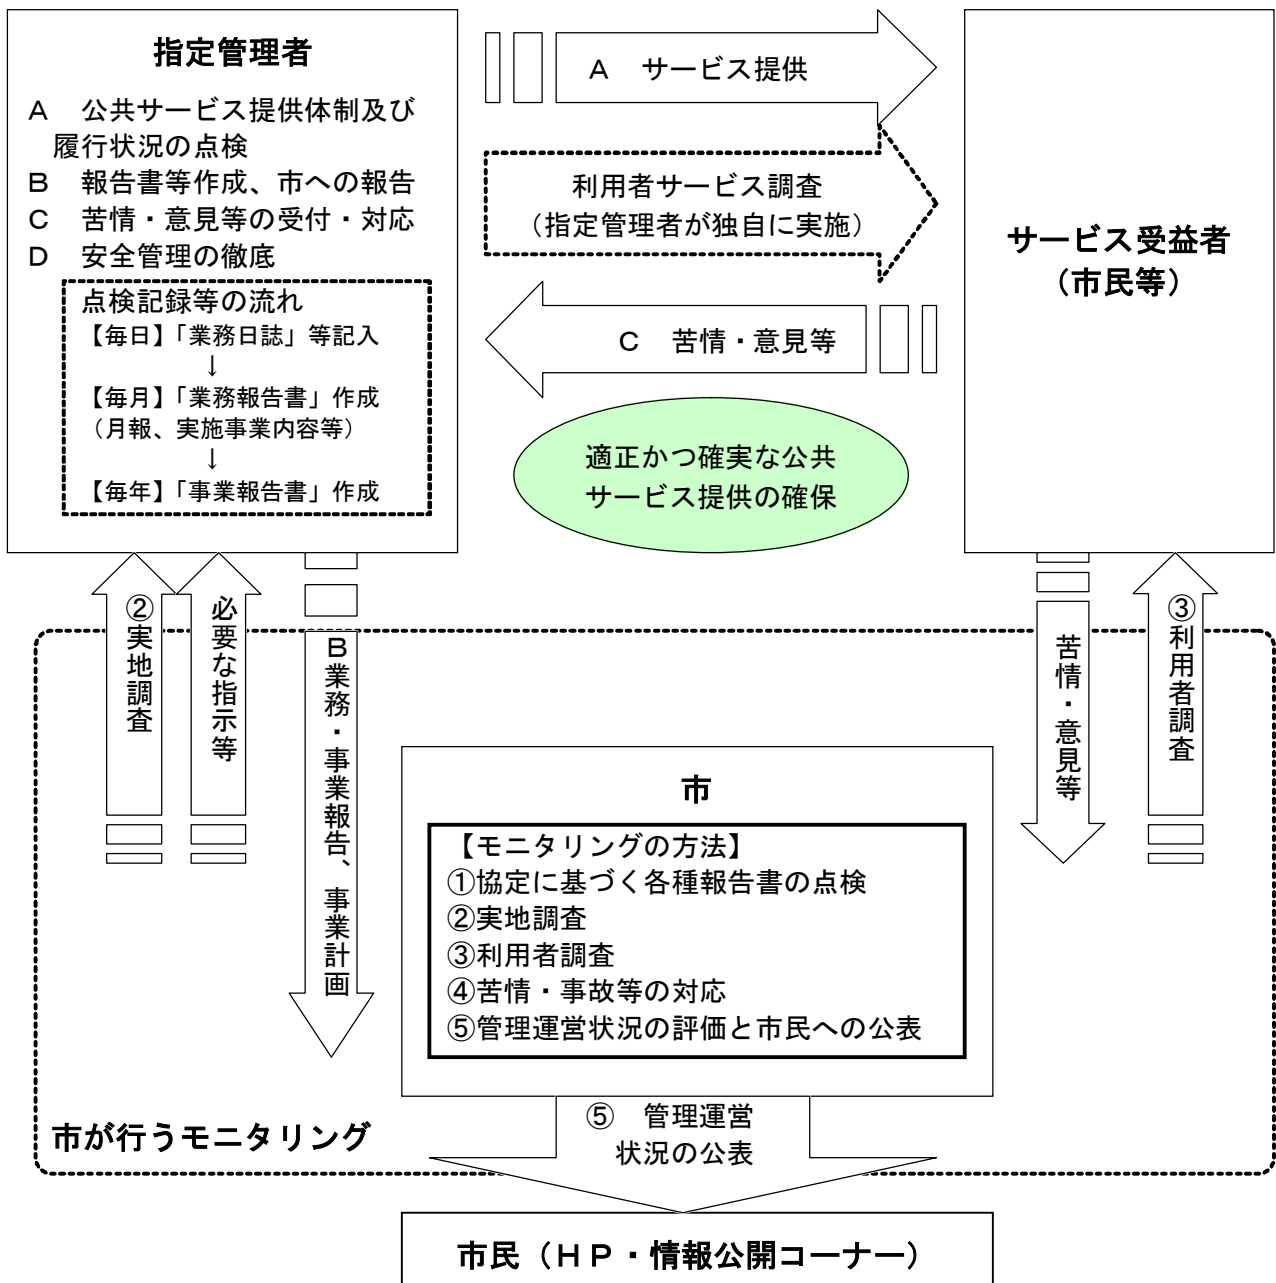 指定管理者
A　公共サービス提供体制及び
履行状況の点検
B　報告書等作成、市への報告
C　苦情・意見等の受付・対応
D　安全管理の徹底
点検記録等の流れ
【毎日】「業務日誌」等記入
↓
【毎月】「業務報告書」作成
（月報、実施事業内容等）
↓
【毎年】「事業報告書」作成
A　サービス提供
利用者サービス調査
（指定管理者が独自に実施）
C　苦情・意見等
適正かつ確実な公共
サービス提供の確保
サービス受益者
（市民等）
②実地調査
必要な指示等
B業務・事業報告、事業計画
苦情・意見等
③利用者調査
市
【モニタリングの方法】
①協定に基づく各種報告書の点検
②実地調査
③利用者調査
④苦情・事故等の対応
⑤管理運営状況の評価と市民への公表
市が行うモニタリング
⑤　管理運営
状況の公表
市民（HP・情報公開コーナー）